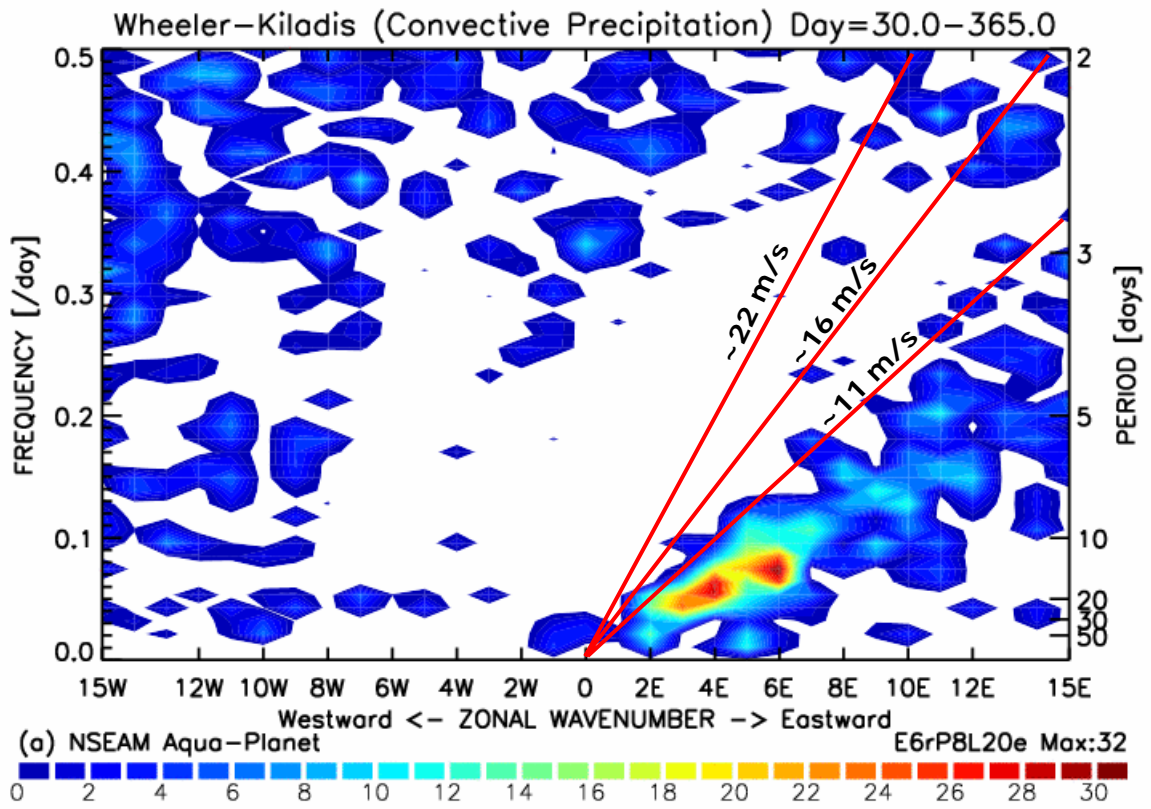 Wheeler-Kiladis (Convective Precipitation) Day=30.0-365.0
0.5
2
0.4
3
0.3
~22 m/s
~16 m/s
~11 m/s
FREQUENCY [/day]
PERIOD [days]
0.2
5
0.1
10
20
30
50
0.0
15W 12W 10W 8W 6W 4W 2W 0 2E 4E 6E 8E 10E 12E 15E
Westward <- ZONAL WAVENUMBER -> Eastward
(a) NSEAM Aqua-Planet E6rP8L20e Max:32
0 2 4 6 8 10 12 14 16 18 20 22 24 26 28 30